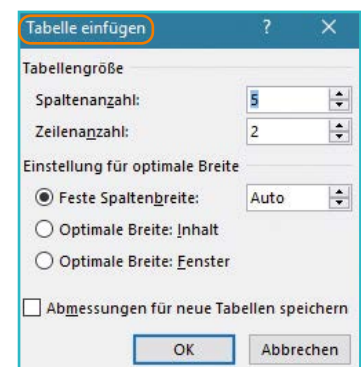 Tabelle einfügen ?
Tabellengröße
Spaltenanzahl: 5
Zeilenanzahl: 2
Einstellung für optimale Breite
Feste Spaltenbreite: Auto
Optimale Breite: Inhalt
Optimale Breite: Fenster
Abmessungen für neue Tabellen speichern
OK Abbrechen